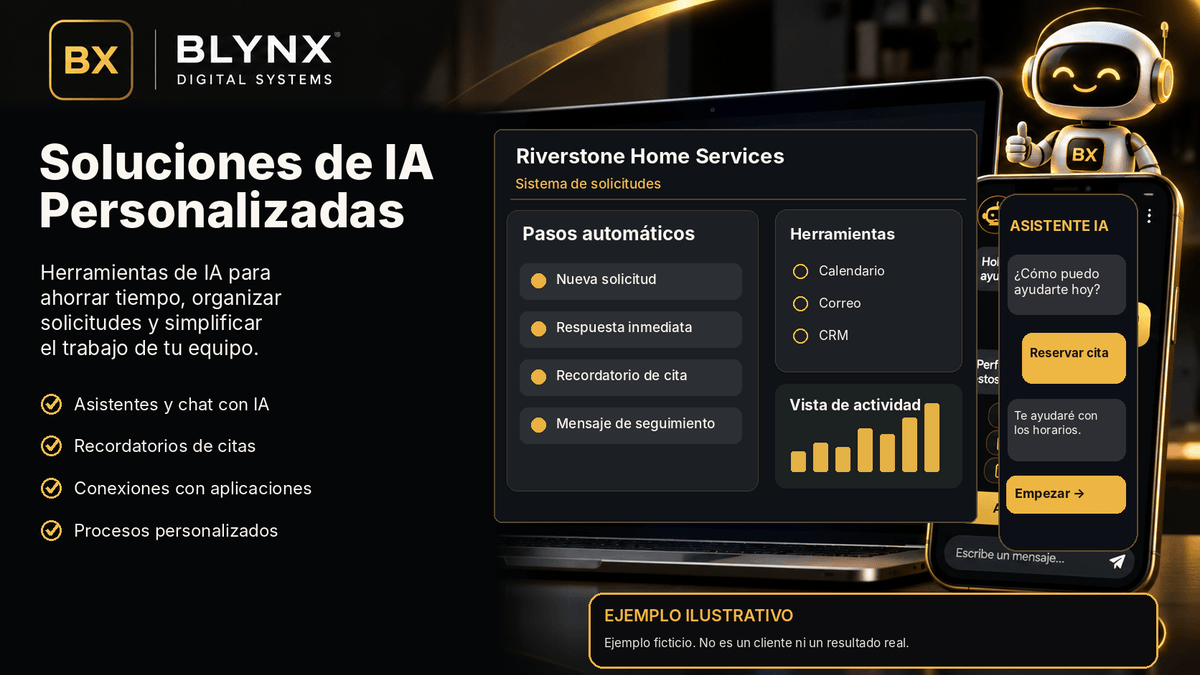 BX
BLYNX
DIGITAL SYSTEMS
Soluciones de IA
Personalizadas
Herramientas de IA para
ahorrar tiempo, organizar
solicitudes y simplificar
el trabajo de tu equipo.
Asistentes y chat con IA
Recordatorios de citas
Conexiones con aplicaciones
Procesos personalizados
Riverstone Home Services
Sistema de solicitudes
Pasos automáticos
Nueva solicitud
Respuesta inmediata
Recordatorio de cita
Mensaje de seguimiento
Herramientas
Calendario
Correo
CRM
Vista de actividad
BX
ASISTENTE IA
¿Cómo puedo
ayudarte hoy?
Reservar cita
Te ayudaré con
los horarios.
Empezar →
Escribe un mensaje...
EJEMPLO ILUSTRATIVO
Ejemplo ficticio. No es un cliente ni un resultado real.